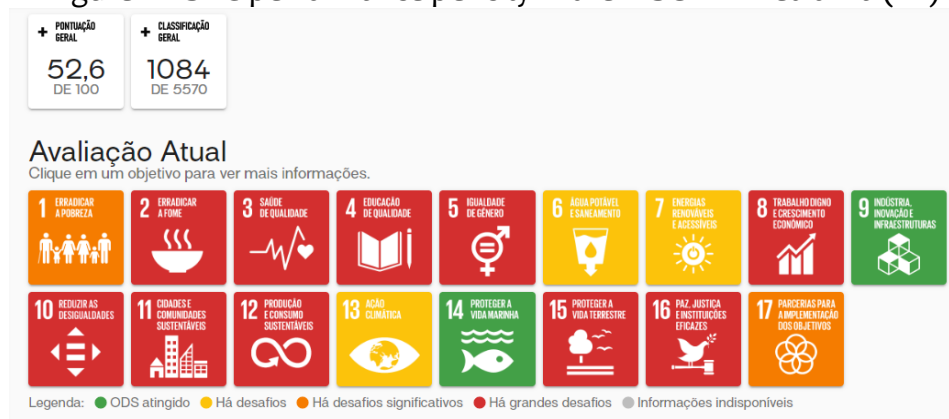 + PONTUAÇÃO GERAL
52,6
DE 100
+ CLASSIFICAÇÃO GERAL
1084
DE 5570
Avaliação Atual
Clique em um objetivo para ver mais informações.
1 ERRADICAR
A POBREZA
2 ERRADICAR
A FOME
3 SAÚDE
DE QUALIDADE
4 EDUCAÇÃO
DE QUALIDADE
5 IGUALDADE
DE GÉNERO
6 ÁGUA POTÁVEL
E SANEAMENTO
7 ENERGIAS
RENOVÁVEIS
E ACESSÍVEIS
8 TRABALHO DIGNO
E CRESCIMENTO
ECONÓMICO
9 INDÚSTRIA,
INOVAÇÃO E
INFRAESTRUTURAS
10 REDUZIR AS
DESIGUALDADES
11 CIDADES E
COMUNIDADES
SUSTENTÁVEIS
12 PRODUÇÃO
E CONSUMO
SUSTENTÁVEIS
13 AÇÃO
CLIMÁTICA
14 PROTEGER A
VIDA MARINHA
15 PROTEGER A
VIDA TERRESTRE
16 PAZ, JUSTIÇA
E INSTITUIÇÕES
EFICAZES
17 PARCERIAS PARA
A IMPLEMENTAÇÃO
DOS OBJETIVOS
Legenda: ODS atingido Há desafios Há desafios significativos Há grandes desafios Informações indisponíveis